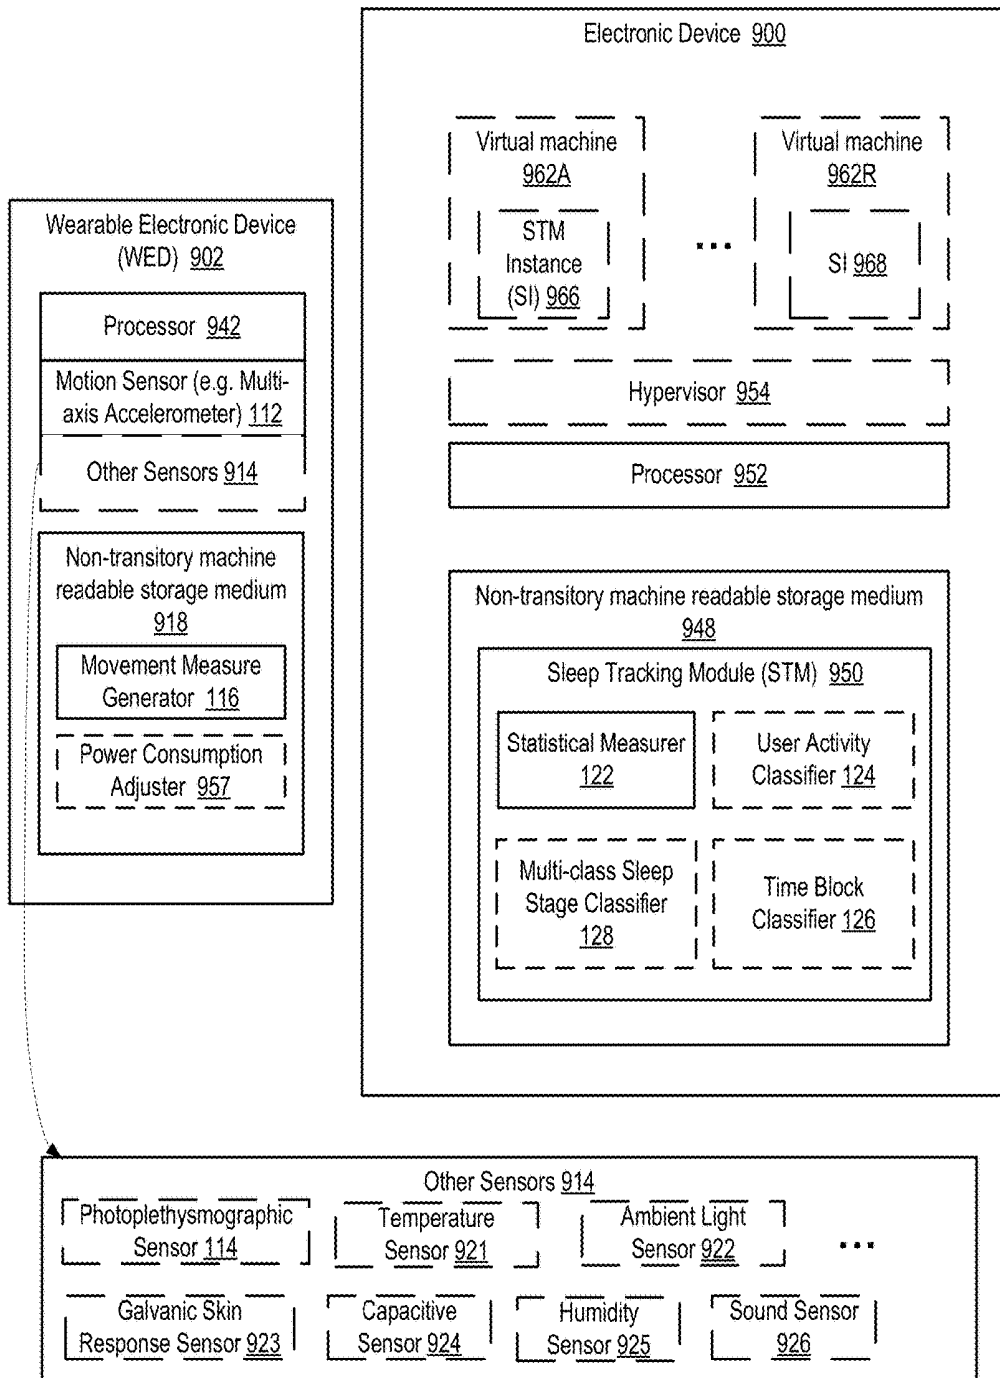 Electronic Device 900
Virtual machine
962A
STM
Instance
(SI) 966
...
Virtual machine
962R
SI 968
Hypervisor 954
Processor 952
Non-transitory machine readable storage medium
948
Sleep Tracking Module (STM) 950
Statistical Measurer
122
User Activity
Classifier 124
Multi-class Sleep
Stage Classifier
128
Time Block
Classifier 126
Wearable Electronic Device
(WED) 902
Processor 942
Motion Sensor (e.g. Multi-
axis Accelerometer) 112
Other Sensors 914
Non-transitory machine
readable storage medium
918
Movement Measure
Generator 116
Power Consumption
Adjuster 957
Other Sensors 914
Photoplethysmographic
Sensor 114
Temperature
Sensor 921
Ambient Light
Sensor 922
...
Galvanic Skin
Response Sensor 923
Capacitive
Sensor 924
Humidity
Sensor 925
Sound Sensor
926